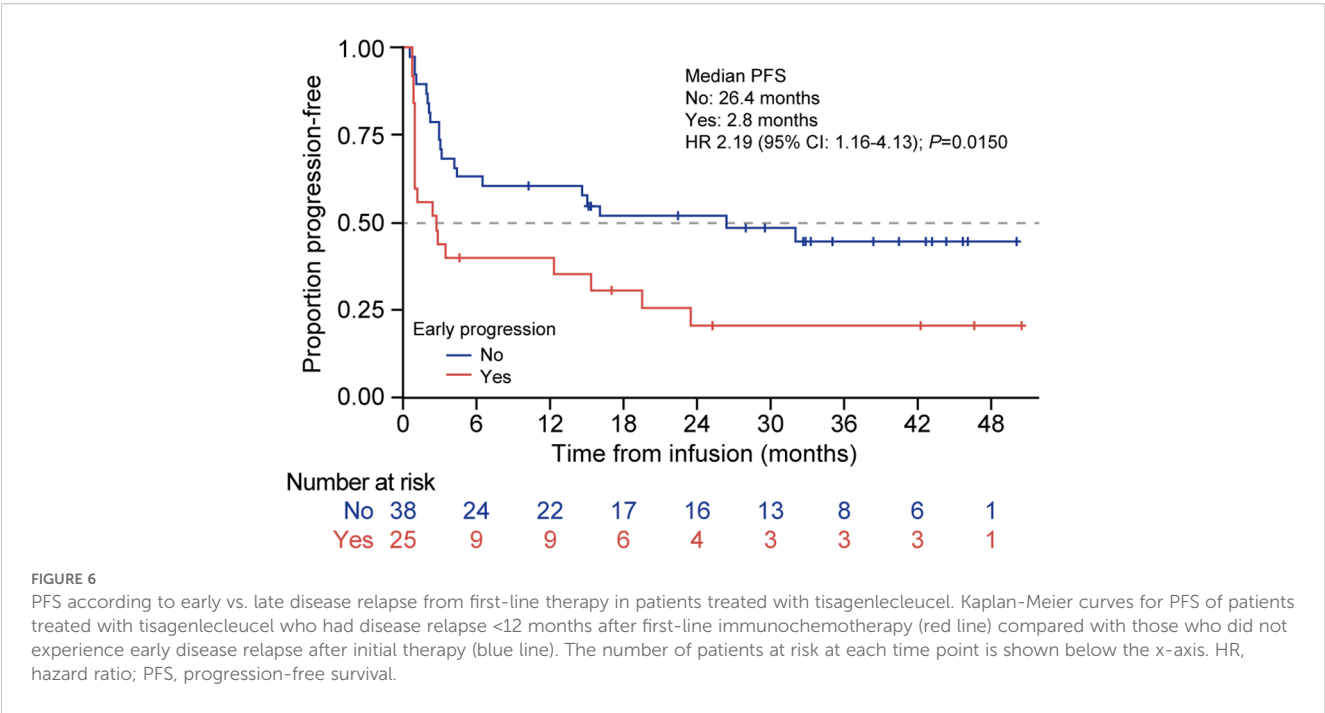 1.00
0.75
0.50
0.25
0.00
Proportion progression-free
Median PFS
No: 26.4 months
Yes: 2.8 months
HR 2.19 (95% CI: 1.16-4.13); P=0.0150
Early progression
No
Yes
0 6 12 18 24 30 36 42 48
Time from infusion (months)
Number at risk
No 38 24 22 17 16 13 8 6 1
Yes 25 9 9 6 4 3 3 3 1
FIGURE 6
PFS according to early vs. late disease relapse from first-line therapy in patients treated with tisagenlecleucel. Kaplan-Meier curves for PFS of patients
treated with tisagenlecleucel who had disease relapse <12 months after first-line immunochemotherapy (red line) compared with those who did not
experience early disease relapse after initial therapy (blue line). The number of patients at risk at each time point is shown below the x-axis. HR,
hazard ratio; PFS, progression-free survival.